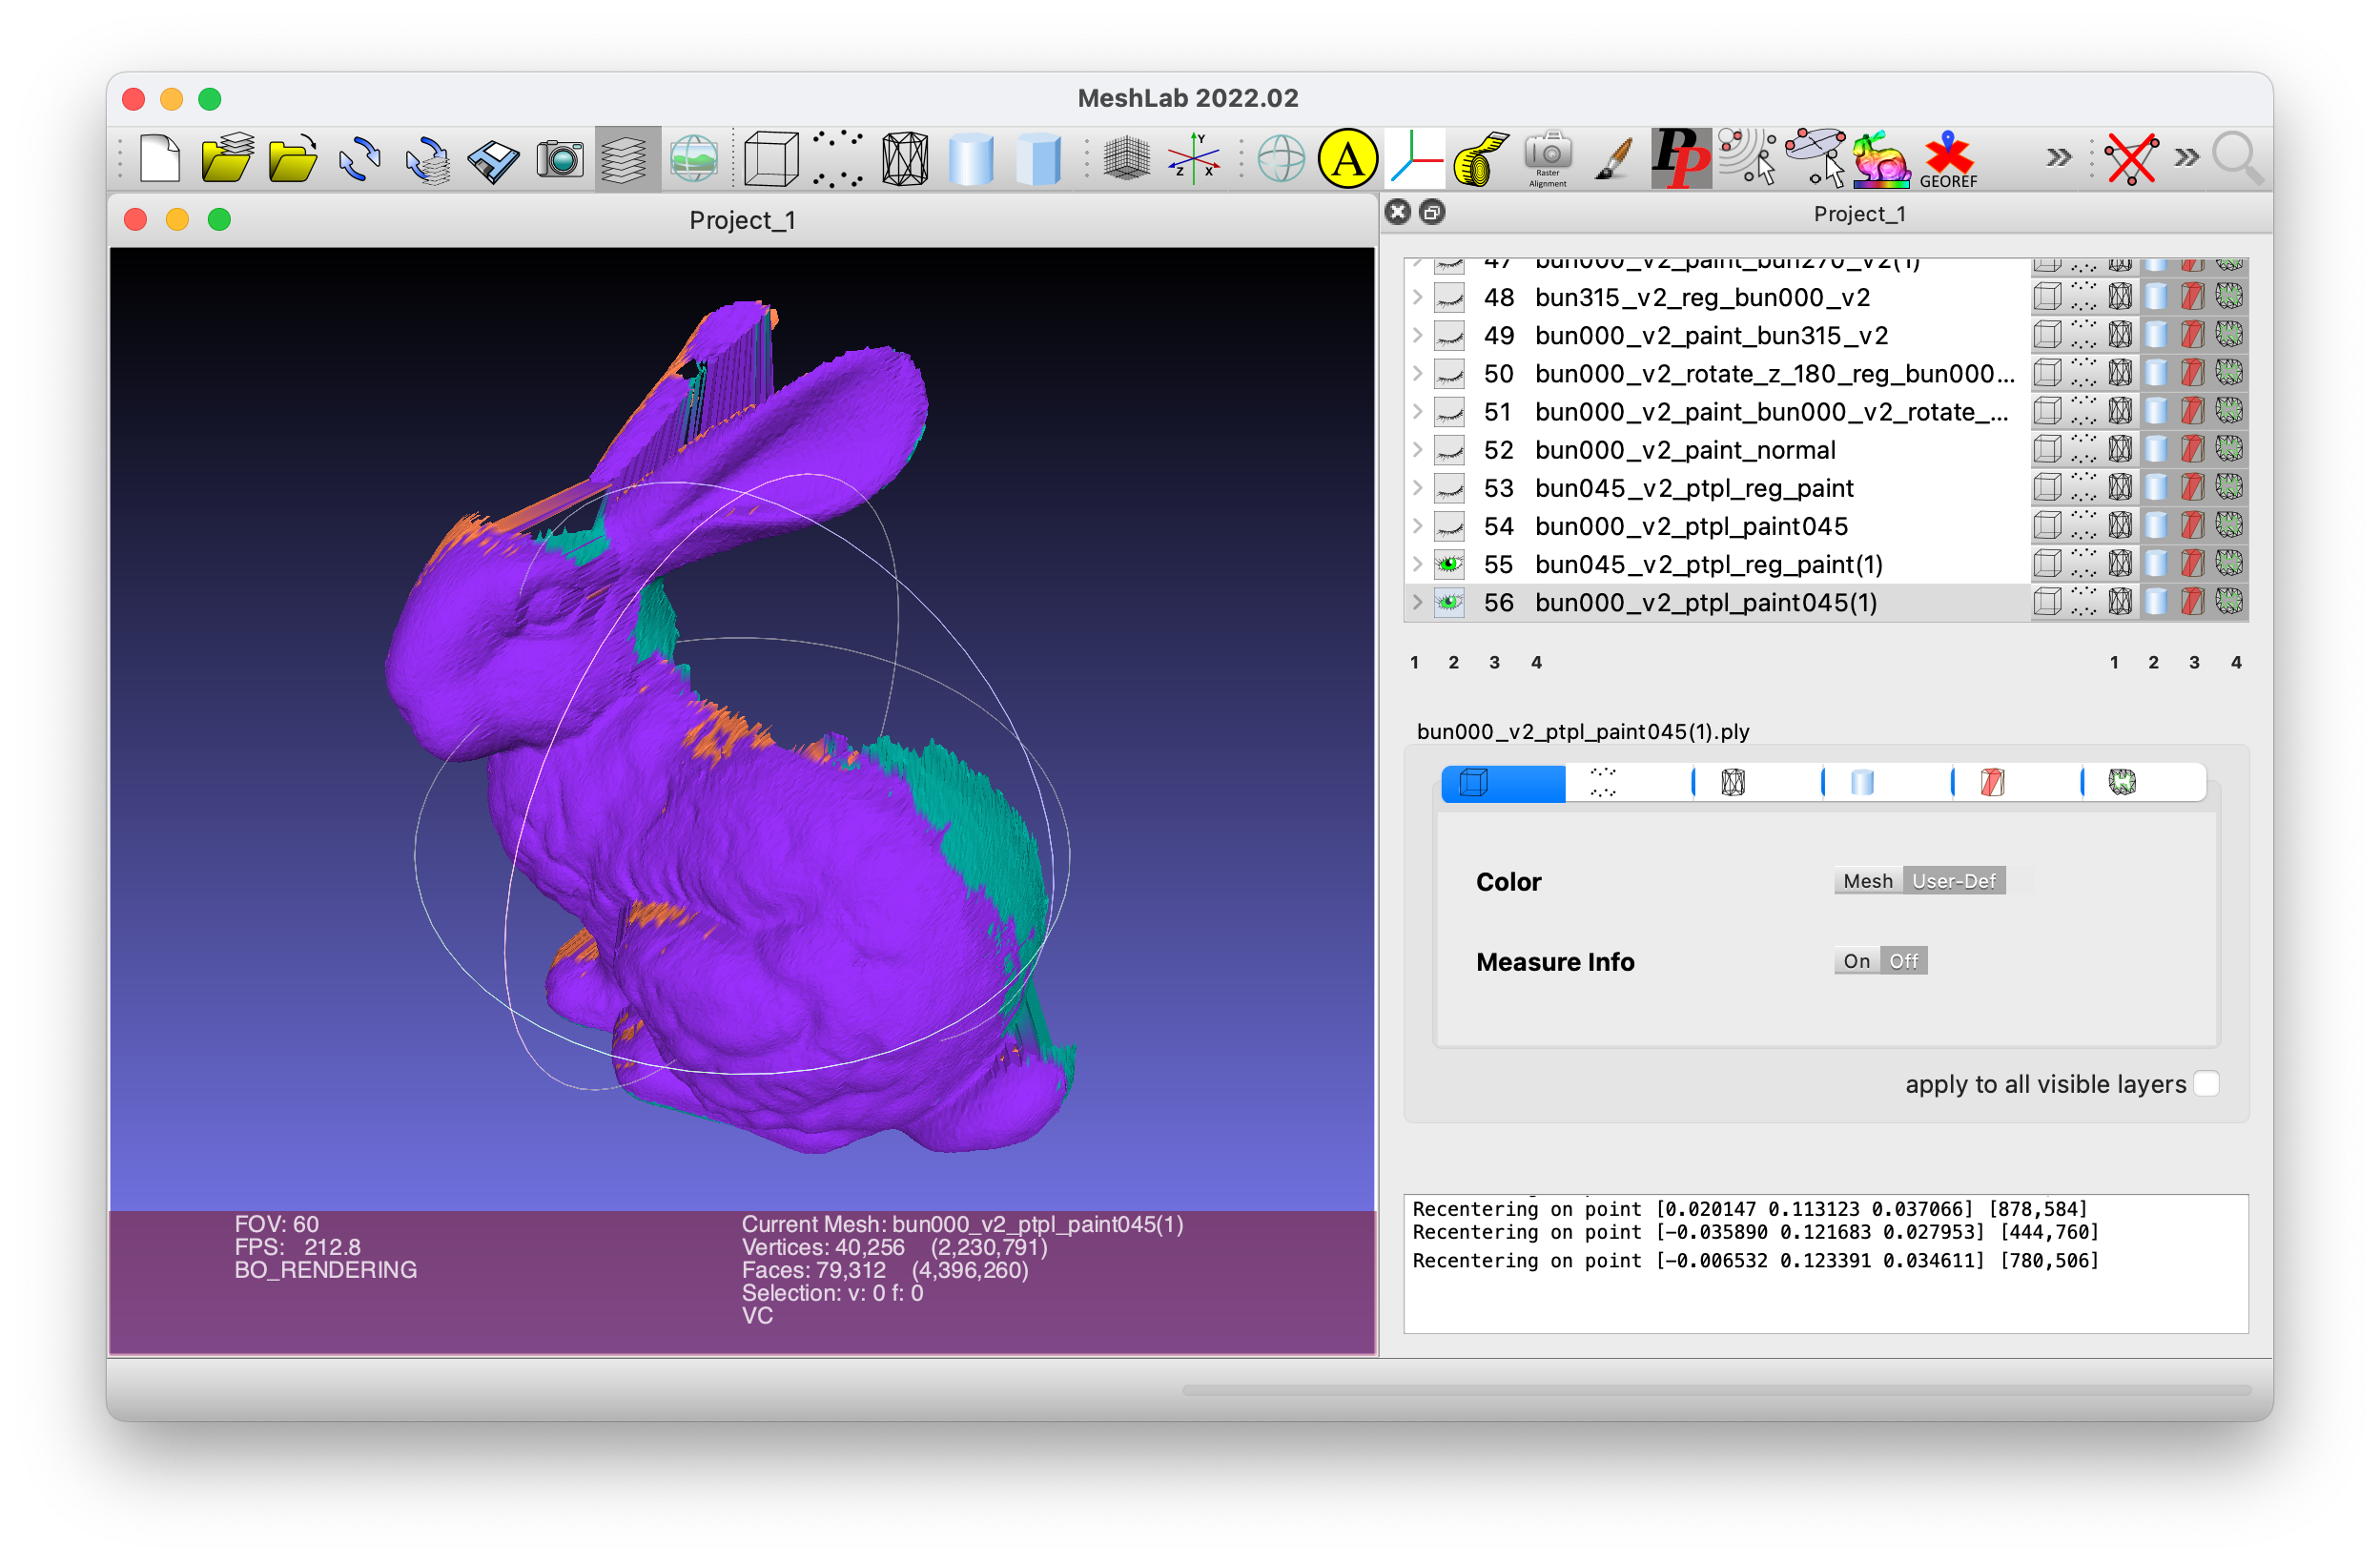 MeshLab 2022.02
A
Y
Z
X
Raster
Alignment
PP
GEOREF
Project_1
Project_1
47 bun000_v2_paint_bun270_v2(1)
48 bun315_v2_reg_bun000_v2
49 bun000_v2_paint_bun315_v2
50 bun000_v2_rotate_z_180_reg_bun000...
51 bun000_v2_paint_bun000_v2_rotate_...
52 bun000_v2_paint_normal
53 bun045_v2_ptpl_reg_paint
54 bun000_v2_ptpl_paint045
55 bun045_v2_ptpl_reg_paint(1)
56 bun000_v2_ptpl_paint045(1)
1 2 3 4 1 2 3 4
bun000_v2_ptpl_paint045(1).ply
Color Mesh User-Def
Measure Info On Off
apply to all visible layers
Recentering on point [0.020147 0.113123 0.037066] [878,584]
Recentering on point [-0.035890 0.121683 0.027953] [444,760]
Recentering on point [-0.006532 0.123391 0.034611] [780,506]
FOV: 60
FPS: 212.8
BO_RENDERING
Current Mesh: bun000_v2_ptpl_paint045(1)
Vertices: 40,256 (2,230,791)
Faces: 79,312 (4,396,260)
Selection: v: 0 f: 0
VC